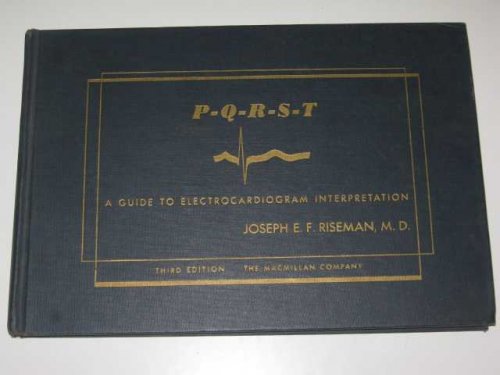 P-Q-R-S-T
A GUIDE TO ELECTROCARDIOGRAM INTERPRETATION
JOSEPH E. F. RISEMAN, M. D.
THIRD EDITION THE MACMILLAN COMPANY